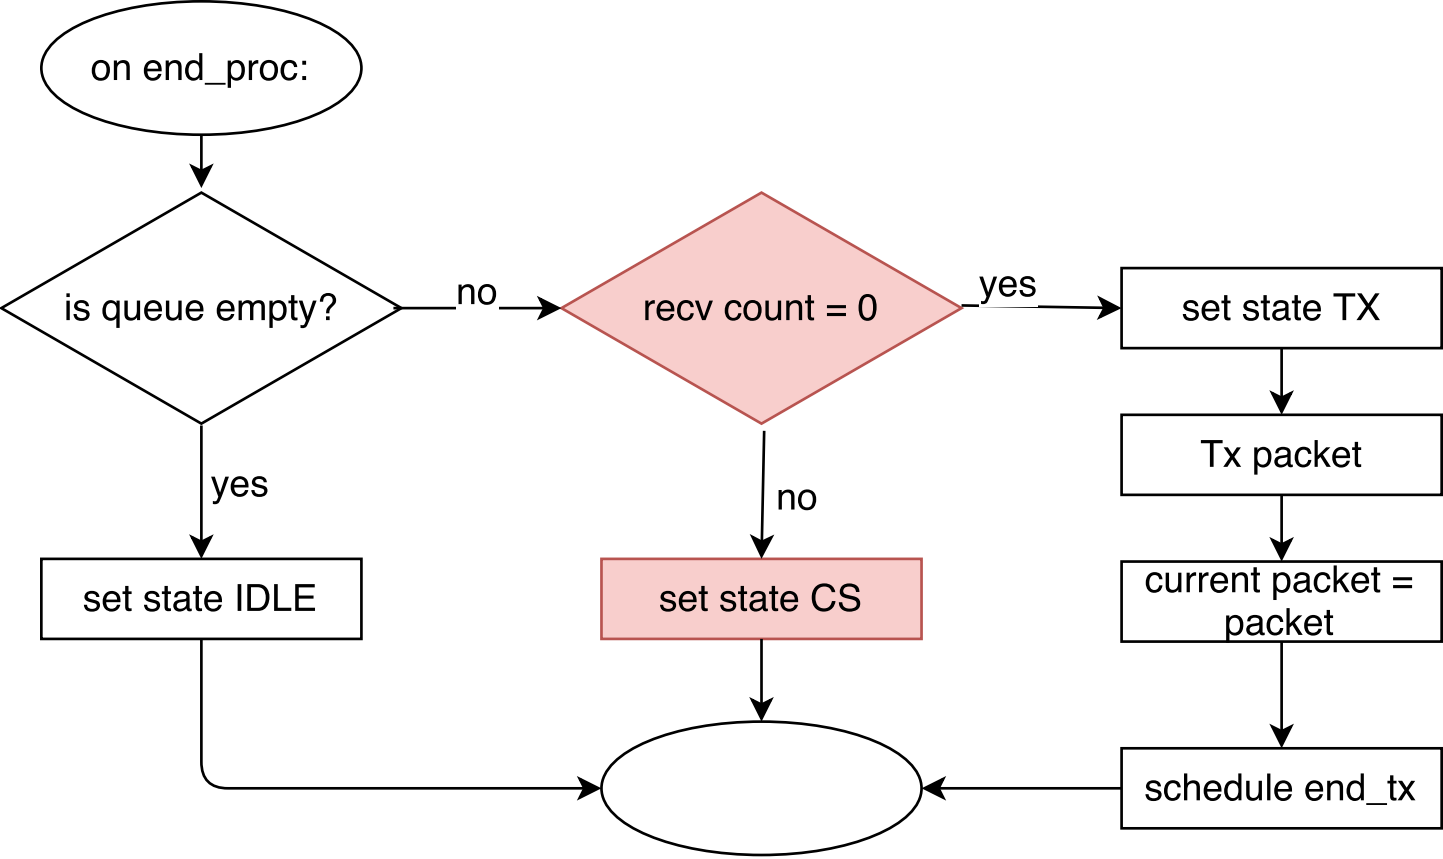 on end_proc:
is queue empty?
no
recv count = 0
yes
set state TX
Tx packet
yes
no
set state IDLE
set state CS
current packet =
packet
schedule end_tx